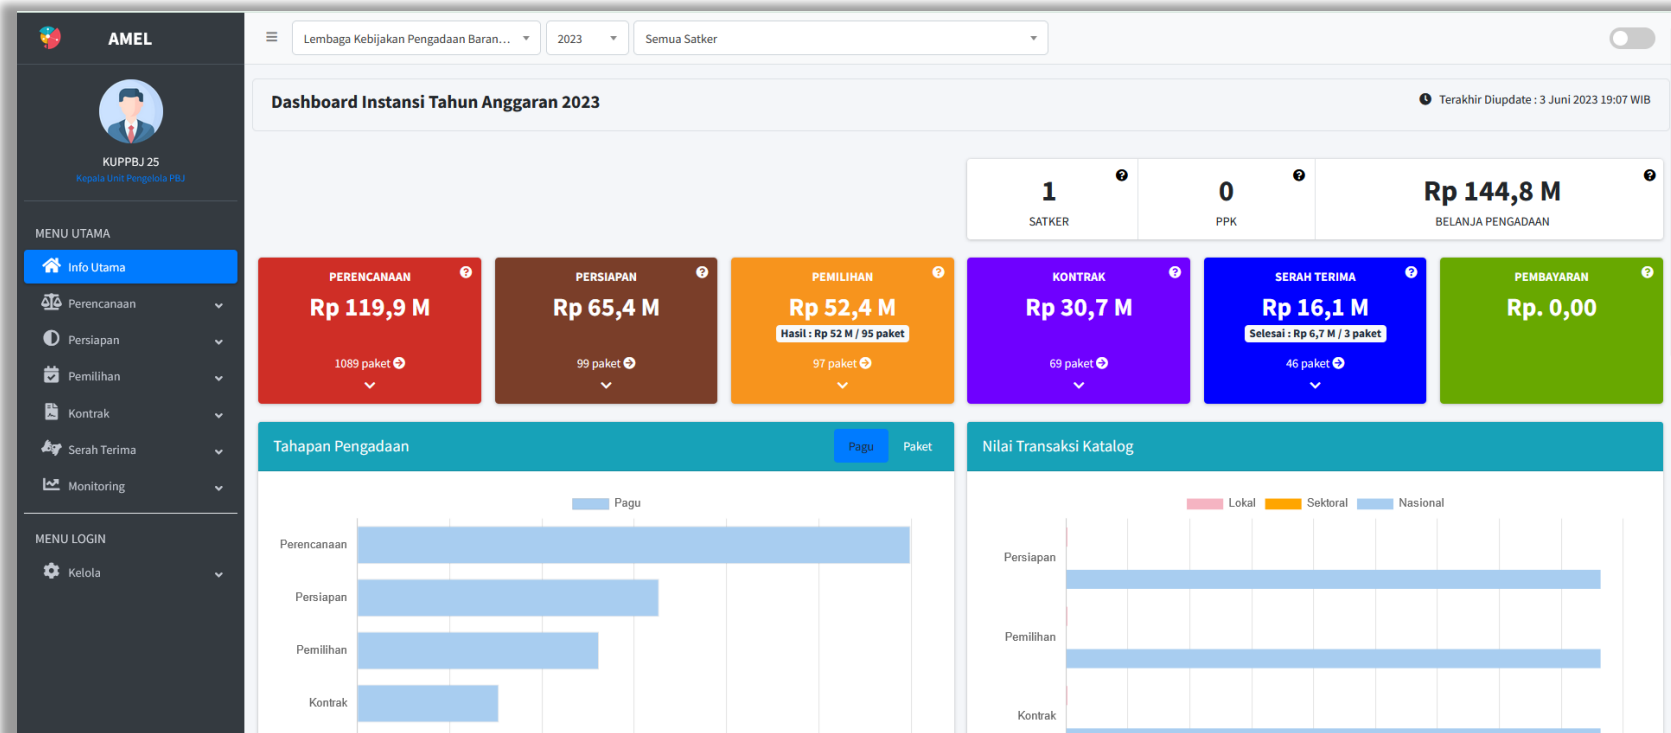 AMEL
KUPPBJ 25
Kepala Unit Pengelola PBJ
MENU UTAMA
Info Utama
Perencanaan
Persiapan
Pemilihan
Kontrak
Serah Terima
Monitoring
MENU LOGIN
Kelola
Lembaga Kebijakan Pengadaan Baran...
2023
Semua Satker
Dashboard Instansi Tahun Anggaran 2023
Terakhir Diupdate : 3 Juni 2023 19:07 WIB
1
SATKER
0
PPK
Rp 144,8 M
BELANJA PENGADAAN
PERENCANAAN
Rp 119,9 M
1089 paket
PERSIAPAN
Rp 65,4 M
99 paket
PEMILIHAN
Rp 52,4 M
Hasil : Rp 52 M / 95 paket
97 paket
KONTRAK
Rp 30,7 M
69 paket
SERAH TERIMA
Rp 16,1 M
Selesai : Rp 6,7 M / 3 paket
46 paket
PEMBAYARAN
Rp. 0,00
Tahapan Pengadaan
Pagu
Paket
Pagu
Perencanaan
Persiapan
Pemilihan
Kontrak
Nilai Transaksi Katalog
Lokal
Sektoral
Nasional
Persiapan
Pemilihan
Kontrak